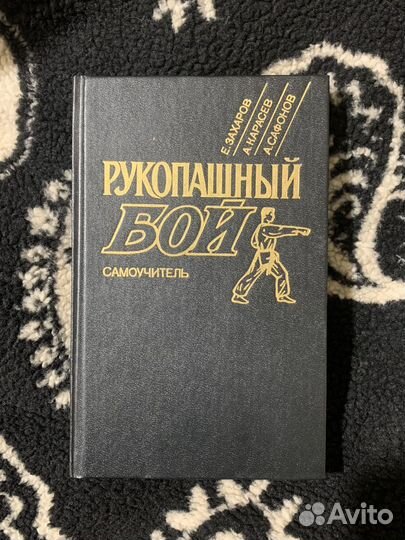 Е. ЗАХАРОВ
А. КАРАСЕВ
А. САФОНОВ
РУКОПАШНЫЙ
БОЙ
САМОУЧИТЕЛЬ
Avito